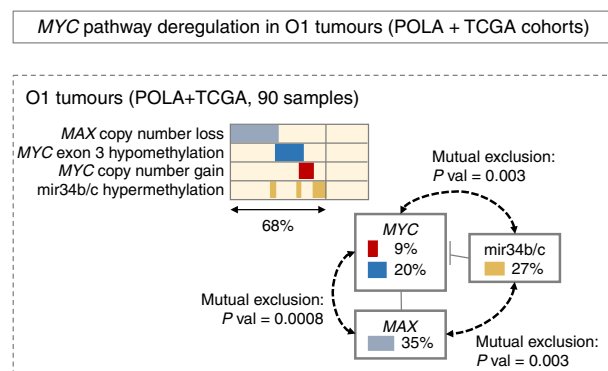 MYC pathway deregulation in O1 tumours (POLA + TCGA cohorts)
O1 tumours (POLA+TCGA, 90 samples)
MAX copy number loss
MYC exon 3 hypomethylation
MYC copy number gain
mir34b/c hypermethylation
68%
Mutual exclusion:
P val = 0.003
MYC
9%
20%
mir34b/c
27%
Mutual exclusion:
P val = 0.0008
MAX
35%
Mutual exclusion:
P val = 0.003